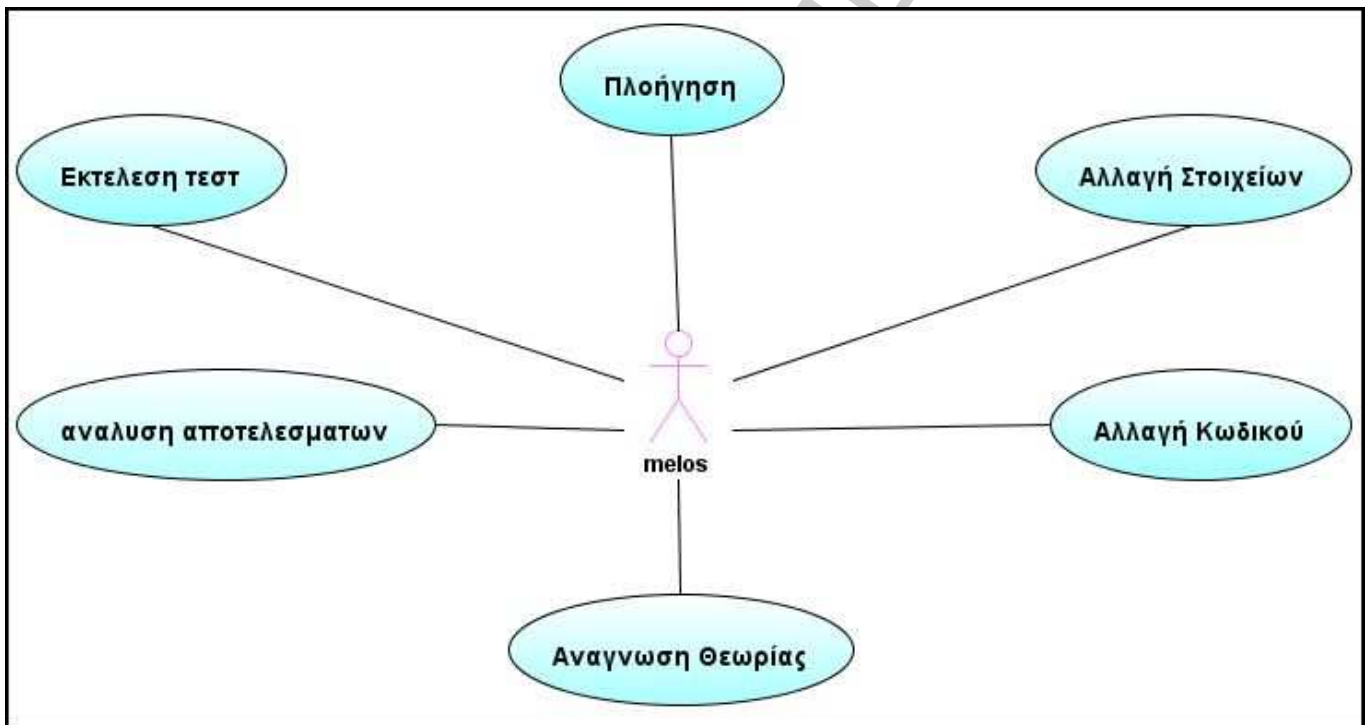 Πλοήγηση
Εκτελεση τεστ
Αλλαγή Στοιχείων
αναλυση αποτελεσματων
Αλλαγή Κωδικού
melos
Αναγνωση Θεωρίας